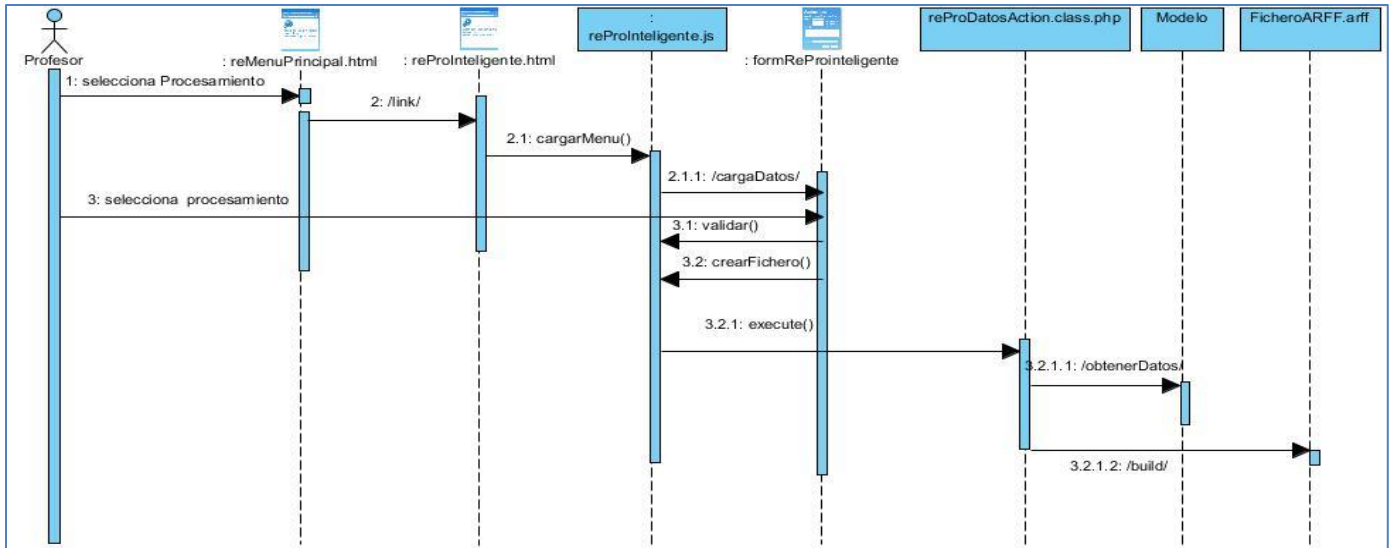 reProDatosAction.class.php
Modelo
FicheroARFF.arff
:
reProInteligente.js
Profesor
: reMenuPrincipal.html
: reProInteligente.html
: formReProinteligente
1: selecciona Procesamiento
2: /link/
2.1: cargarMenu()
2.1.1: /cargaDatos/
3: selecciona procesamiento
3.1: validar()
3.2: crearFichero()
3.2.1: execute()
3.2.1.1: /obtenerDatos/
3.2.1.2: /build/